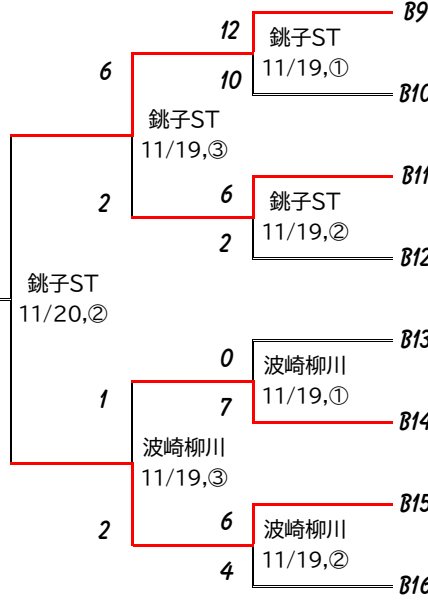 B9
12
銚子ST
11/19,①
6
10
B10
銚子ST
11/19,③
B11
2
6
銚子ST
11/19,②
2
B12
銚子ST
11/20,②
B13
0
波崎柳川
11/19,①
1
7
B14
波崎柳川
11/19,③
B15
2
6
波崎柳川
11/19,②
4
B16